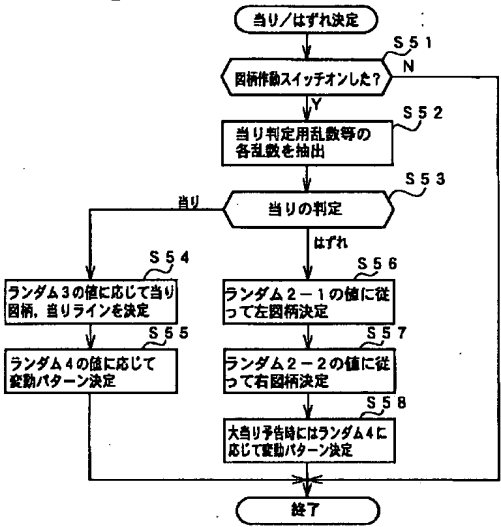 当り/はずれ決定
S51
図柄作動スイッチオンした?
N
Y
S52
当り判定用乱数等の
各乱数を抽出
S53
当りの判定
当り
はずれ
S54
ランダム3の値に応じて当り
図柄,当りラインを決定
S55
ランダム4の値に応じて
変動パターン決定
S56
ランダム2-1の値に従
って左図柄決定
S57
ランダム2-2の値に従
って右図柄決定
S58
大当り予告時にはランダム4に
応じて変動パターン決定
終了